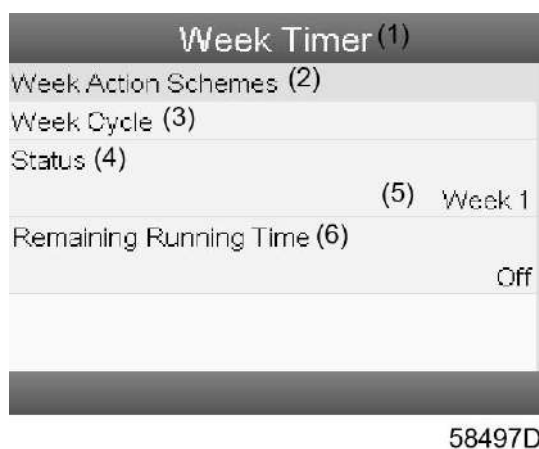 Week Timer (1)
Week Action Schemes (2)
Week Cycle (3)
Status (4)
(5) Week 1
Remaining Running Time (6)
Off
58497D